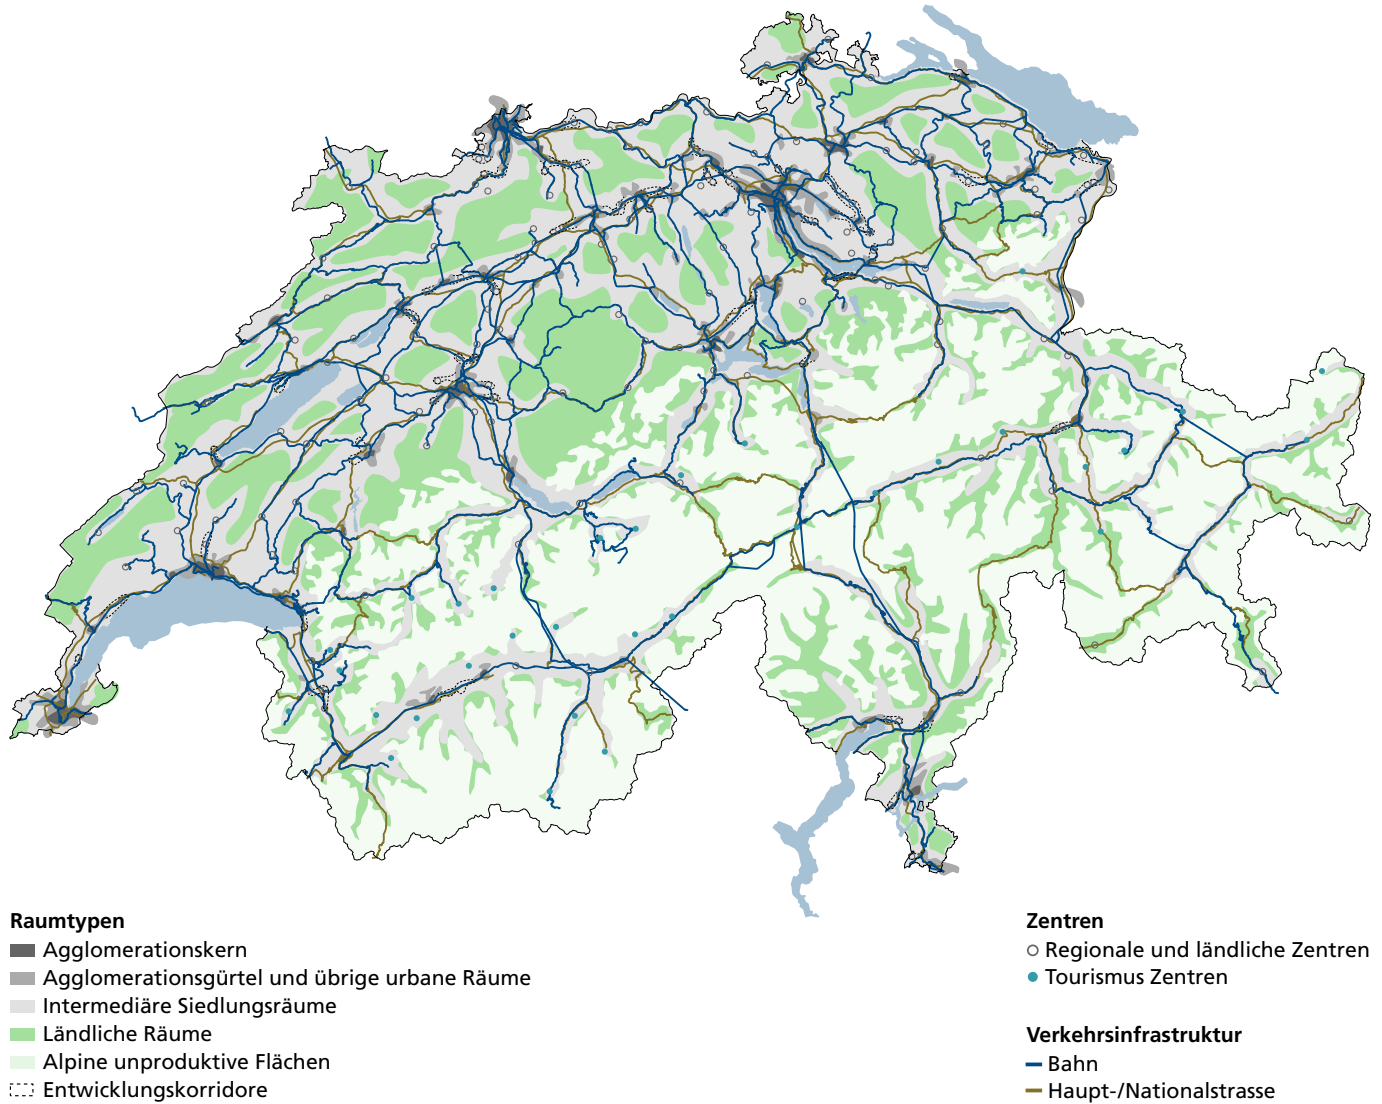 Raumtypen
Agglomerationskern
Agglomerationsgürtel und übrige urbane Räume
Intermediäre Siedlungsräume
Ländliche Räume
Alpine unproduktive Flächen
Entwicklungskorridore
Zentren
Regionale und ländliche Zentren
Tourismus Zentren
Verkehrsinfrastruktur
Bahn
Haupt-/Nationalstrasse